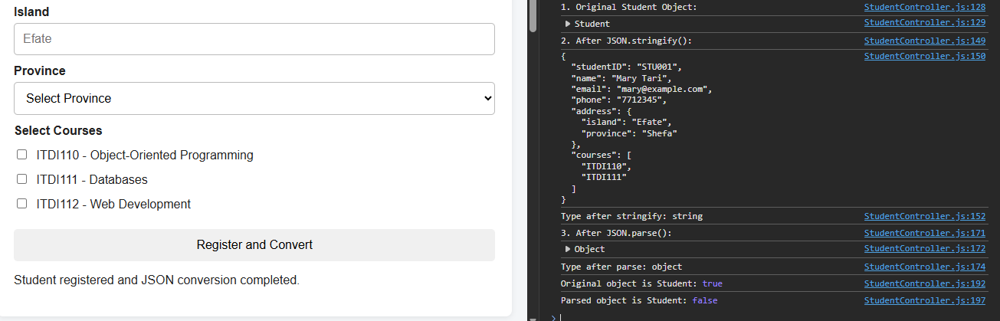 Island
Efate
Province
Select Province
Select Courses
ITDI110 - Object-Oriented Programming
ITDI111 - Databases
ITDI112 - Web Development
Register and Convert
Student registered and JSON conversion completed.
1. Original Student Object: StudentController.js:128
▶ Student StudentController.js:129
2. After JSON.stringify(): StudentController.js:149
{ StudentController.js:150
  "studentID": "STU001",
  "name": "Mary Tari",
  "email": "mary@example.com",
  "phone": "7712345",
  "address": {
    "island": "Efate",
    "province": "Shefa"
  },
  "courses": [
    "ITDI110",
    "ITDI111"
  ]
}
Type after stringify: string StudentController.js:152
3. After JSON.parse(): StudentController.js:171
▶ Object StudentController.js:172
Type after parse: object StudentController.js:174
Original object is Student: true StudentController.js:192
Parsed object is Student: false StudentController.js:197